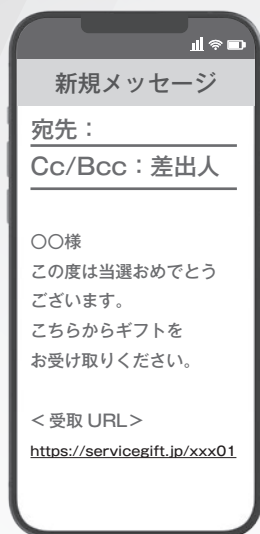 新規メッセージ
宛先：
Cc/Bcc：差出人
〇〇様
この度は当選おめでとう
ございます。
こちらからギフトを
お受け取りください。
＜受取 URL＞
https://servicegift.jp/xxx01